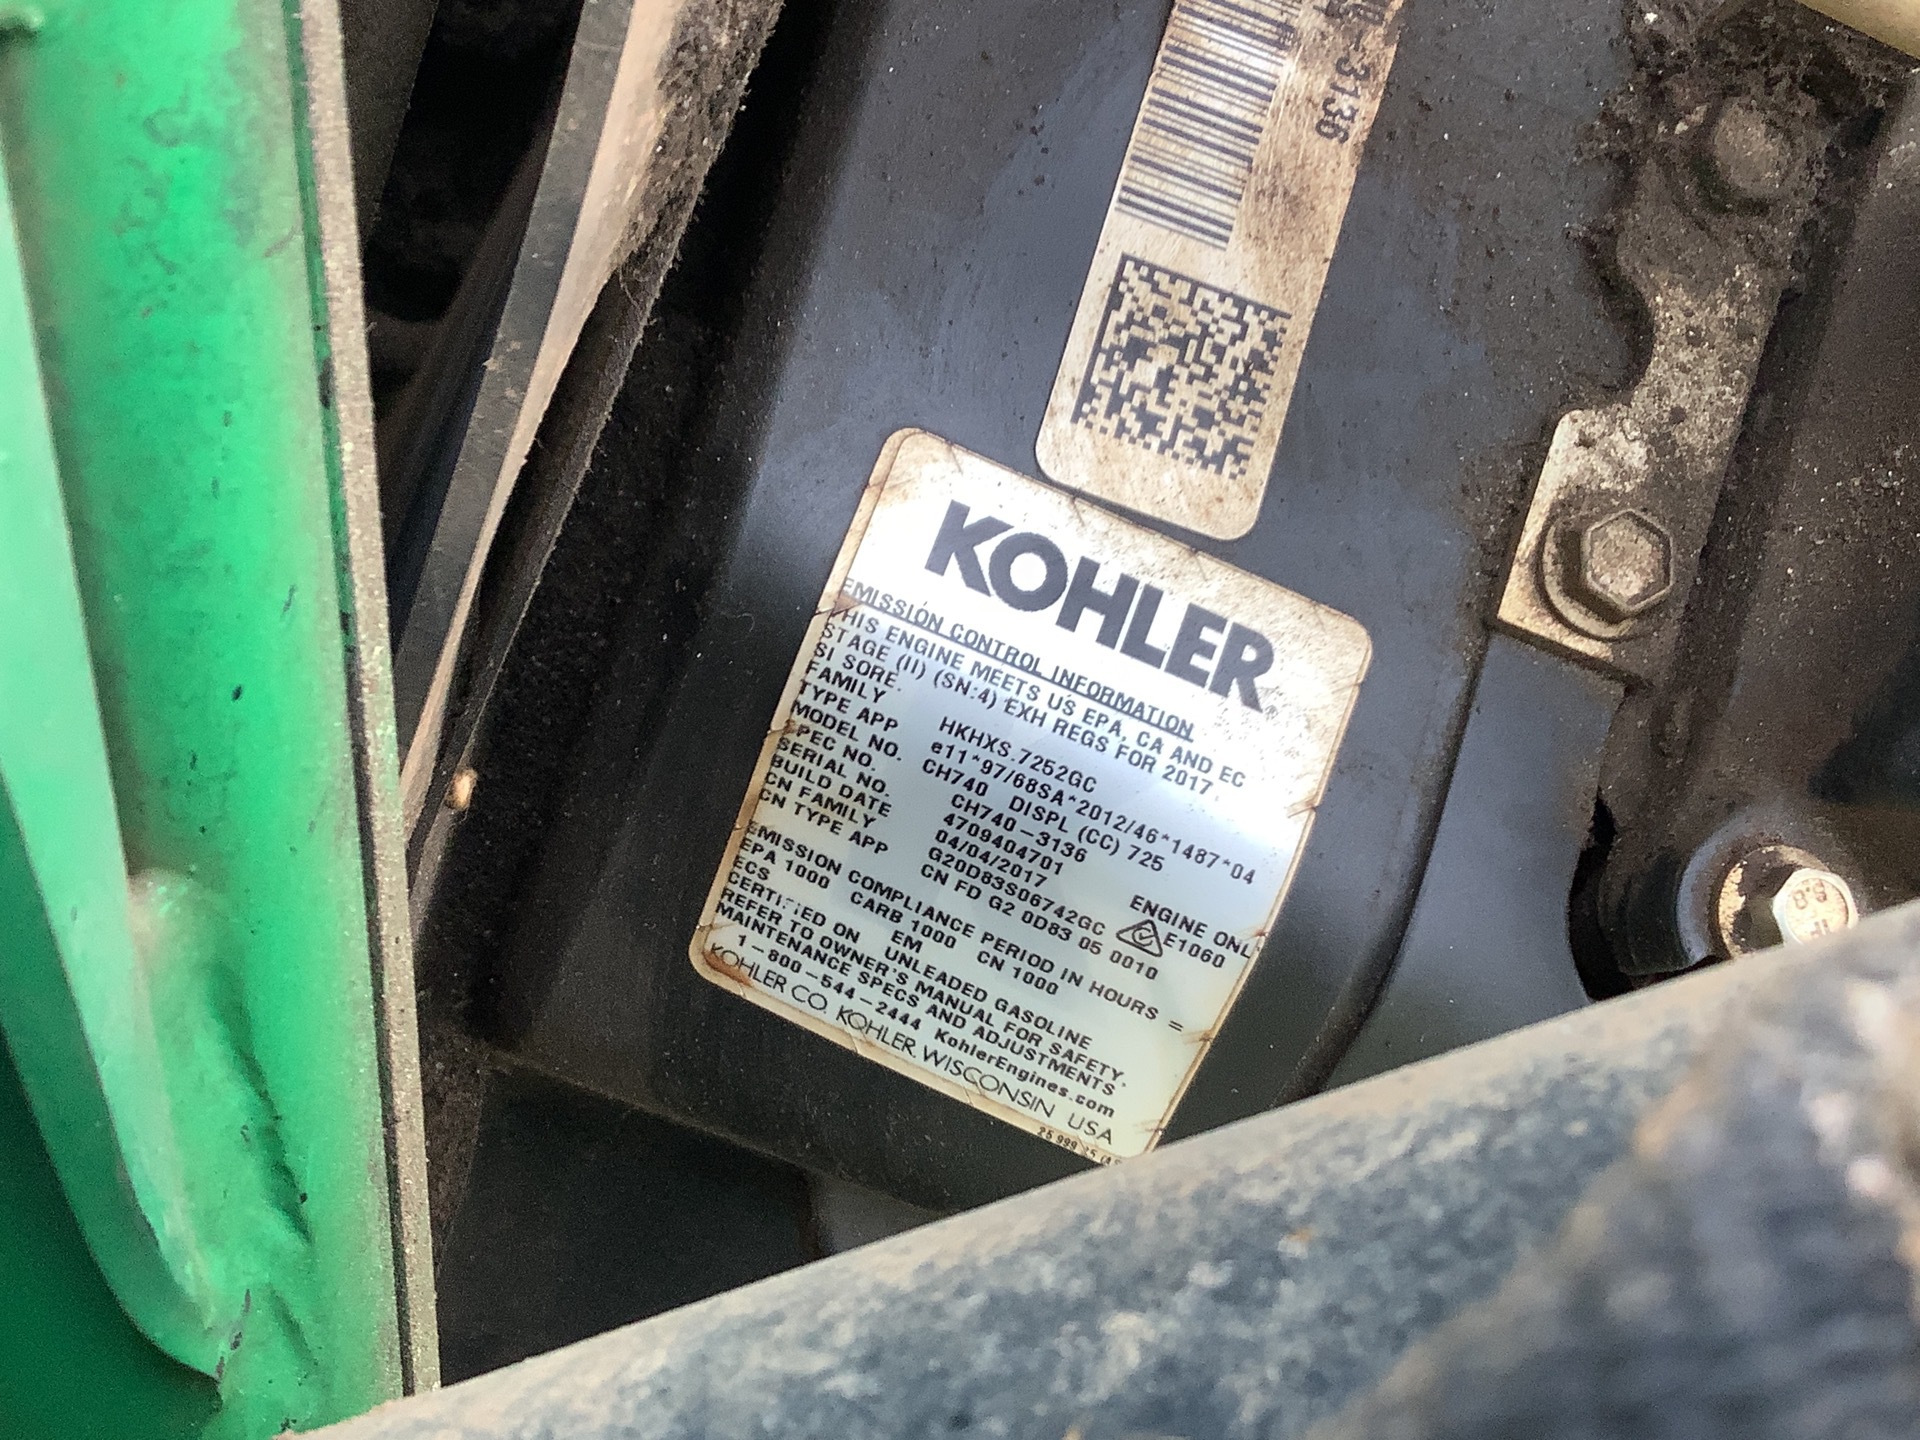 -3136
KOHLER
EMISSION CONTROL INFORMATION
THIS ENGINE MEETS US EPA, CA AND EC
STAGE (II) (SN:4) EXH REGS FOR 2017,
SI SORE.
FAMILY HKHXS.7252GC
TYPE APP e11*97/68SA*2012/46*1487*04
MODEL NO. CH740 DISPL (CC) 725
SPEC NO. CH740-3136
SERIAL NO. 4709404701
BUILD DATE 04/04/2017 ENGINE ONLY
CN FAMILY G20D83S06742GC E1060
CN TYPE APP CN FD G2 0D83 05 0010
EMISSION COMPLIANCE PERIOD IN HOURS =
EPA 1000 CARB 1000 CN 1000
ECS EM
CERTIFIED ON UNLEADED GASOLINE
REFER TO OWNER'S MANUAL FOR SAFETY,
MAINTENANCE SPECS AND ADJUSTMENTS
1-800-544-2444 KohlerEngines.com
KOHLER CO. KOHLER, WISCONSIN USA
25 999
8.8